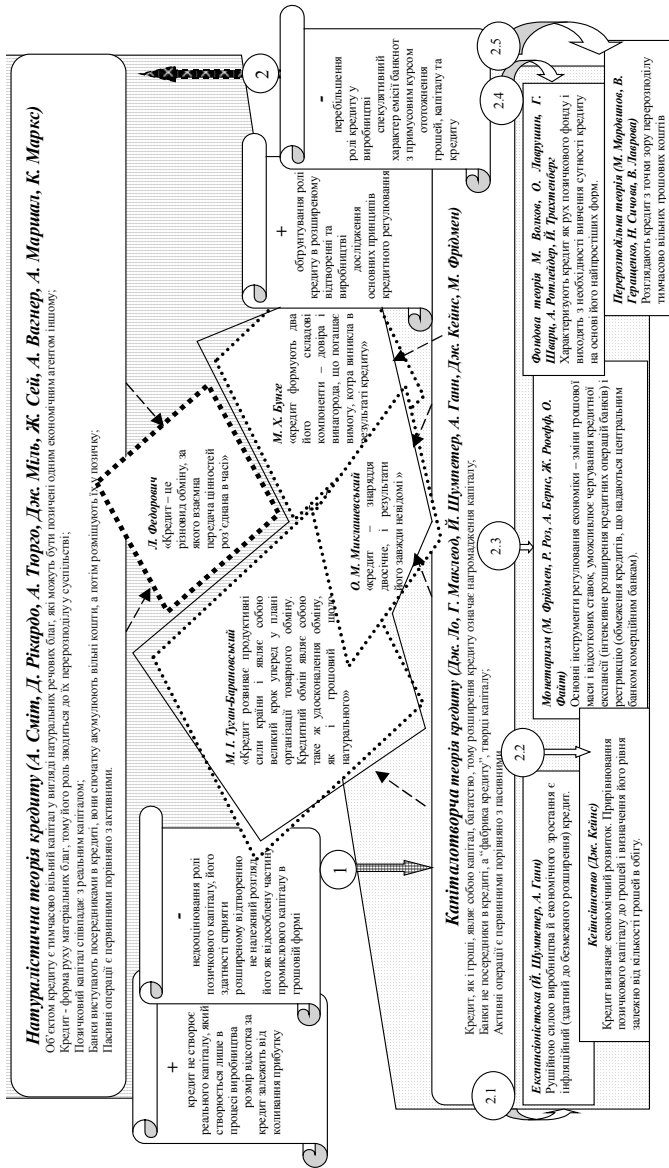 Натуралістична теорія кредиту (А. Сміт, Д. Рікардо, А. Тюрго, Дж. Міль, Ж. Сей, А. Вагнер, А. Маршал, К. Маркс)
Об'єктом кредиту є тимчасово вільний капітал у вигляді натуральних речових благ, які можуть бути позичені одним економічним агентом іншому;
Кредит - форма руху матеріальних благ, тому його роль зводиться до їх перерозподілу у суспільстві;
Позичковий капітал співпадає з реальним капіталом;
Банки виступають посередниками в кредиті, вони спочатку акумулюють вільні кошти, а потім розміщують їх у позичку;
Пасивні операції є первинними порівняно з активними.
+
кредит не створює
реального капіталу, який
створюється лише в
процесі виробництва
розмір відсотка за
кредит залежить від
коливання прибутку
-
недооцінювання ролі
позичкового капіталу, його
здатності сприяти
розширеному відтворенню
не належний розгляд
його як відособлену частину
промислового капіталу в
грошовій формі
1
М. І. Туган-Барановський
«Кредит розвиває продуктивні
сили країни і являє собою
великий крок уперед у плані
організації товарного обміну.
Кредитний обмін являє собою
таке ж удосконалення обміну,
як і грошовий щодо
натурального»
Л. Федорович
«Кредит – це
різновид обміну, за
якого взаємна
передача цінностей
роз'єднана в часі»
О. М. Миклашевський
«кредит – знаряддя
двосічне, і результати
його завжди невідомі »
М. Х. Бунге
«кредит формують два
його складові
компоненти – довіра і
винагорода, що погашає
вимогу, котра виникла в
результаті кредиту»
+
обґрунтування ролі
кредиту в розширеному
відтворенні та
виробництві
дослідження
основних принципів
кредитного регулювання
-
перебільшення
ролі кредиту у
виробництві
спекулятивний
характер емісії банкнот
з примусовим курсом
ототожнення
грошей, капіталу та
кредиту
2
Капіталотворча теорія кредиту (Дж. Ло, Г. Маклеод, Й. Шумпетер, А. Ган, Дж. Кейнс, М. Фрідмен)
Кредит, як і гроші, являє собою капітал, багатство, тому розширення кредиту означає нагромадження капіталу;
Банки не посередники в кредиті, а "фабрика кредиту", творці капіталу;
Активні операції є первинними порівняно з пасивними
2.1
Експансіоністська (Й. Шумпетер, А. Ганн)
Рушійною силою виробництва й економічного зростання є
інфляційний (здатний до безмежного розширення) кредит.
2.2
Кейнсіанство (Дж. Кейнс)
Кредит визначає економічний розвиток. Прирівнювання
позичкового капіталу до грошей і визначення його рівня
залежно від кількості грошей в обігу.
2.3
Монетаризм (М. Фрідмен, Р. Роз, А. Бернс, Ж. Рюефф, О.
Файт)
Основні інструменти регулювання економіки – зміни грошової
маси і відсоткових ставок, уможливлює чергування кредитної
експансії (інтенсивне розширення кредитних операцій банків) і
рестрикцію (обмеження кредитів, що надаються центральним
банком комерційним банкам).
2.4
Фондова теорія М. Волков, О. Лаврушин, Г.
Шварц, А. Ротлейдер, Й. Трахтенберг
Характеризують кредит як рух позичкового фонду і
виходять з необхідності вивчення сутності кредиту
на основі його найпростіших форм.
2.5
Перерозподільна теорія (М. Мордвинов, В.
Геращенко, Н. Сичова, В. Лаврова)
Розглядають кредит з точки зору перерозподілу
тимчасово вільних грошових коштів